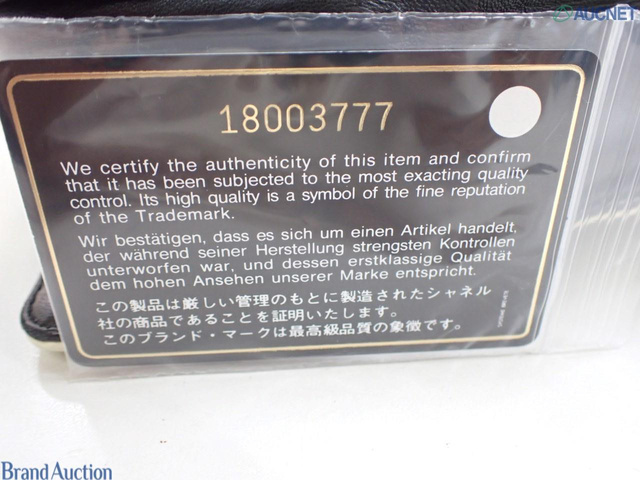 AUCNET
18003777
We certify the authenticity of this item and confirm
that it has been subjected to the most exacting quality
control. Its high quality is a symbol of the fine reputation
of the Trademark.
Wir bestätigen, dass es sich um einen Artikel handelt,
der während seiner Herstellung strengsten Kontrollen
unterworfen war, und dessen erstklassige Qualität
dem hohen Ansehen unserer Marke entspricht.
この製品は厳しい管理のもとに製造されたシャネル
社の商品であることを証明いたします。
このブランド・マークは最高級品質の象徴です。
Brand Auction